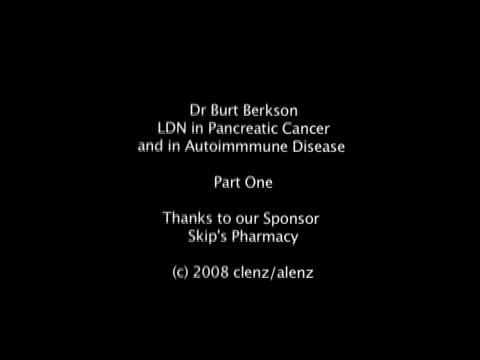 Dr Burt Berkson
LDN in Pancreatic Cancer
and in Autoimmmune Disease
Part One
Thanks to our Sponsor
Skip's Pharmacy
(c) 2008 clenz/alenz